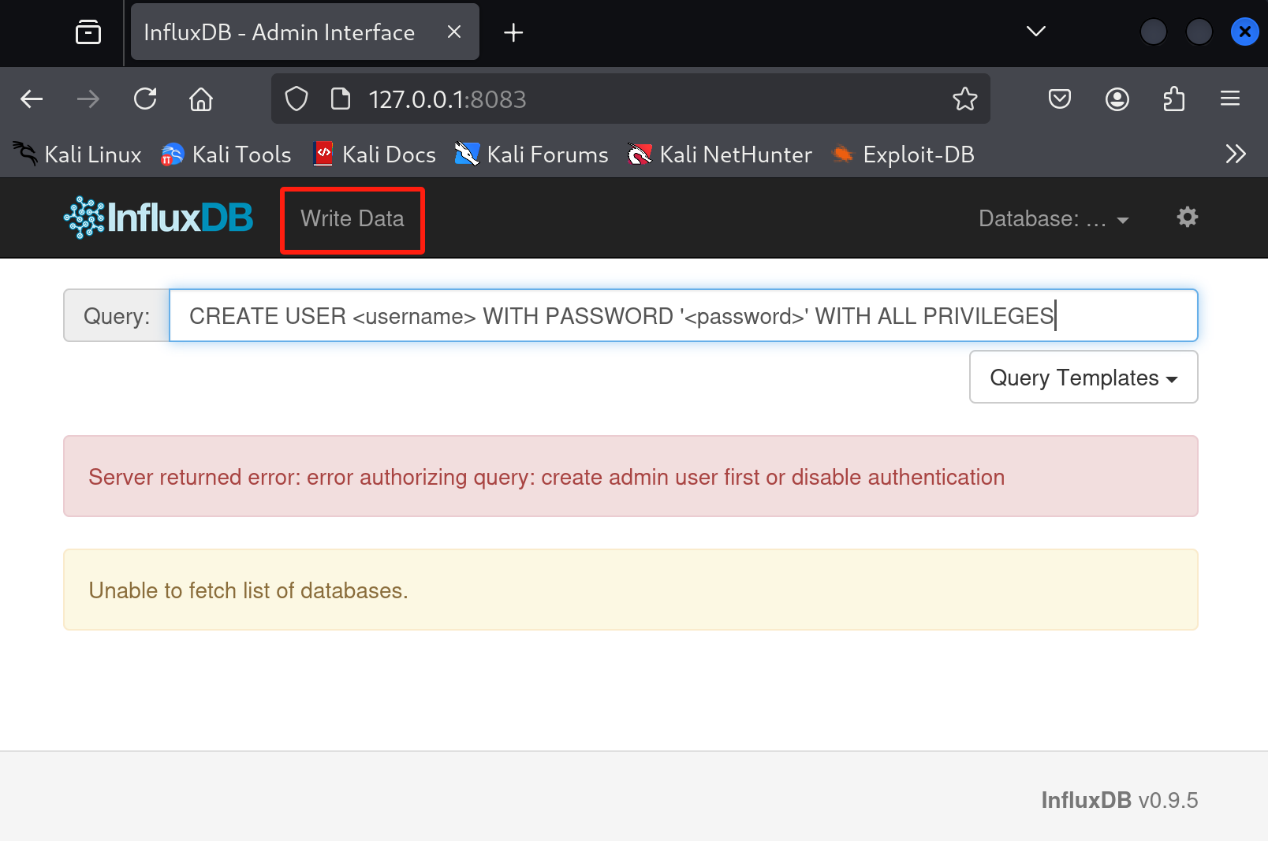 InfluxDB - Admin Interface
127.0.0.1:8083
Kali Linux Kali Tools Kali Docs Kali Forums Kali NetHunter Exploit-DB
InfluxDB Write Data Database: ...
Query: CREATE USER <username> WITH PASSWORD '<password>' WITH ALL PRIVILEGES
Query Templates
Server returned error: error authorizing query: create admin user first or disable authentication
Unable to fetch list of databases.
InfluxDB v0.9.5